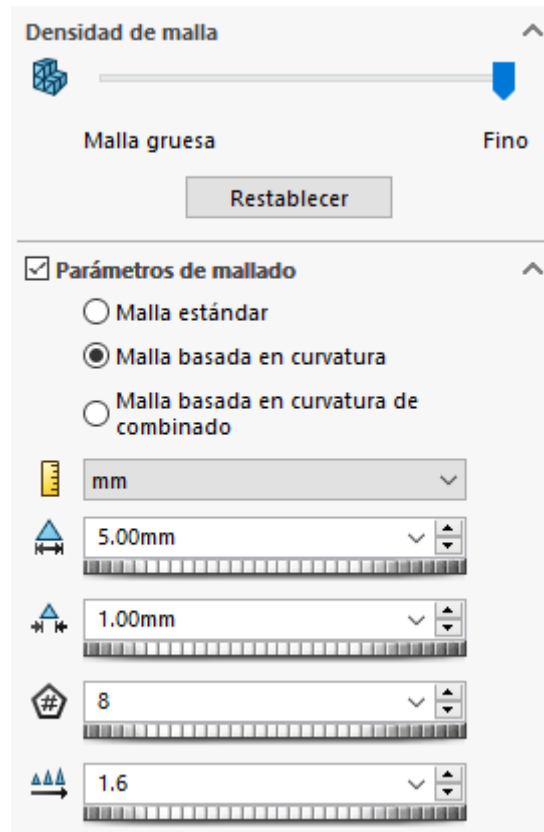 Densidad de malla
Malla gruesa Fino
Restablecer
Parámetros de mallado
Malla estándar
Malla basada en curvatura
Malla basada en curvatura de
combinado
mm
5.00mm
1.00mm
#
8
1.6